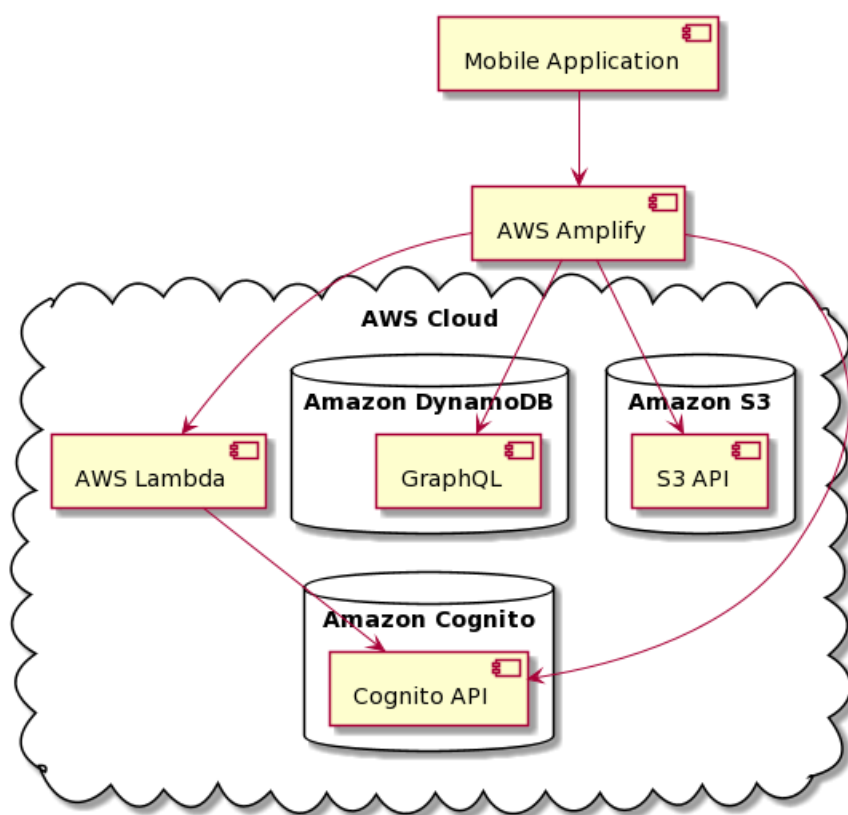 Mobile Application
AWS Amplify
AWS Cloud
Amazon DynamoDB
Amazon S3
AWS Lambda
GraphQL
S3 API
Amazon Cognito
Cognito API